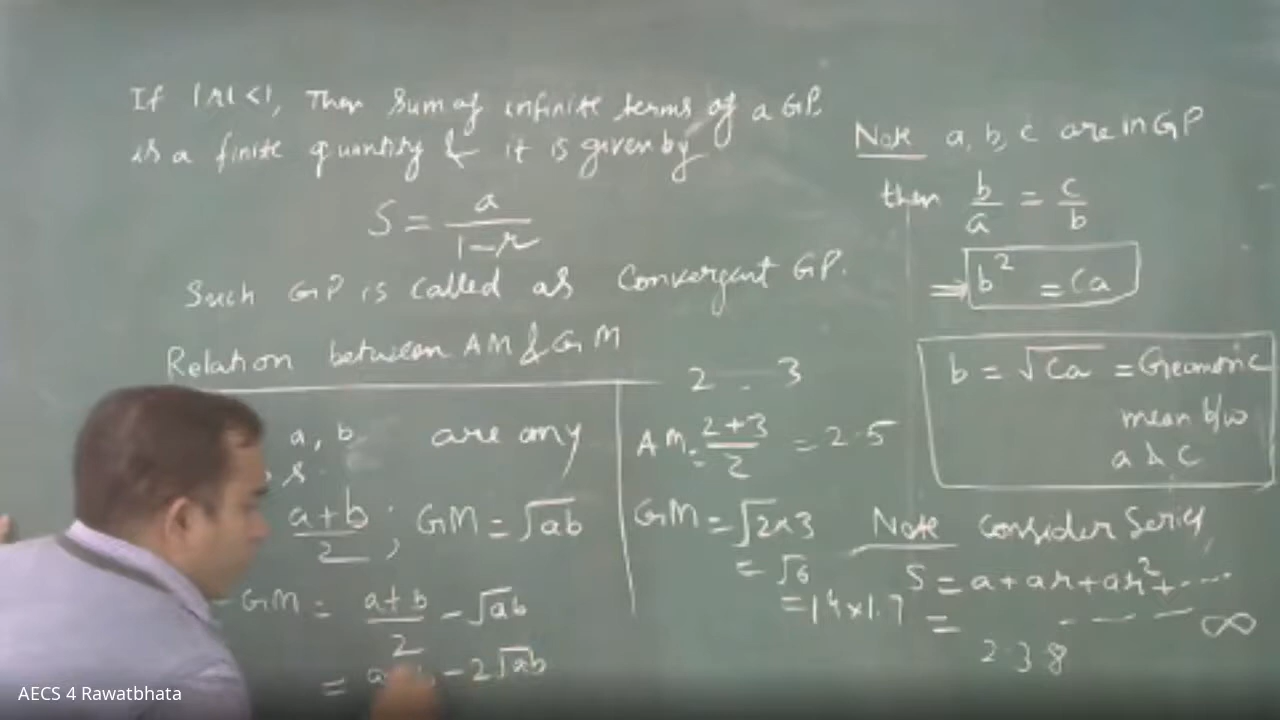 If |r| < 1, Then Sum of infinite terms of a GP
is a finite quantity & it is given by
S = a / 1-r
Such GP is called as Convergent GP.
Relation between AM & GM
a, b are any
s.
a+b / 2 ; GM = √ab
- GM = a+b / 2 - √ab
= a - 2√ab
2 - 3
A.M. = 2+3 / 2 = 2.5
GM = √2×3
= √6
= 1.4×1.7 =
2.38
Note a, b, c are in GP
then b/a = c/b
⇒ b² = ca
b = √ca = Geometric
mean b/w
a & c
Note Consider Series,
S = a + ar + ar² + ....
- - - - ∞
AECS 4 Rawatbhata